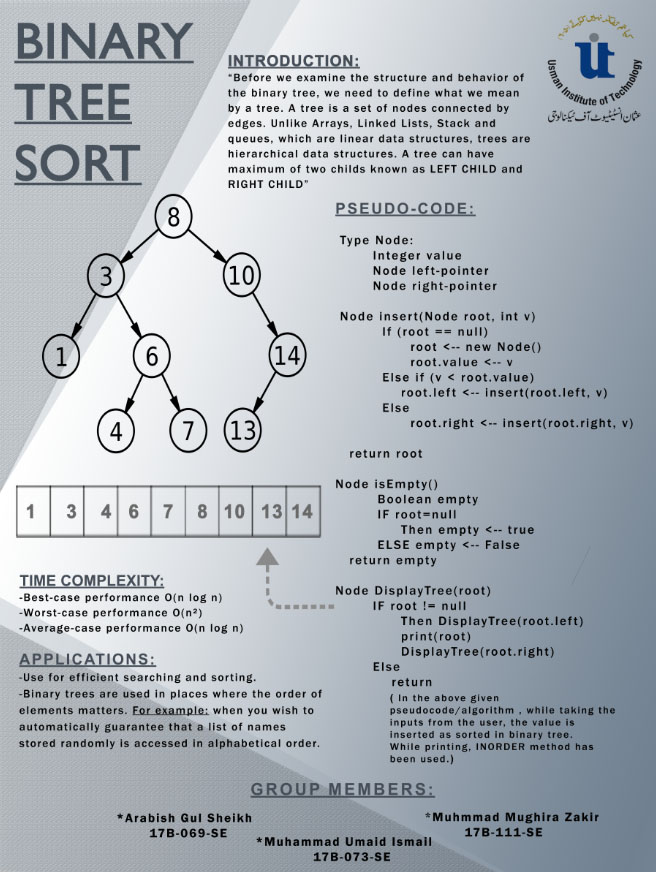 BINARY
TREE
SORT
Usman Institute of Technology
عثمان انسٹیٹیوٹ آف ٹیکنالوجی
INTRODUCTION:
"Before we examine the structure and behavior of
the binary tree, we need to define what we mean
by a tree. A tree is a set of nodes connected by
edges. Unlike Arrays, Linked Lists, Stack and
queues, which are linear data structures, trees are
hierarchical data structures. A tree can have
maximum of two childs known as LEFT CHILD and
RIGHT CHILD"
8
3 10
1 6 14
4 7 13
1 3 4 6 7 8 10 13 14
TIME COMPLEXITY:
-Best-case performance O(n log n)
-Worst-case performance O(n²)
-Average-case performance O(n log n)
APPLICATIONS:
-Use for efficient searching and sorting.
-Binary trees are used in places where the order of
elements matters. For example: when you wish to
automatically guarantee that a list of names
stored randomly is accessed in alphabetical order.
PSEUDO-CODE:
Type Node:
Integer value
Node left-pointer
Node right-pointer
Node insert(Node root, int v)
If (root == null)
root <-- new Node()
root.value <-- v
Else if (v < root.value)
root.left <-- insert(root.left, v)
Else
root.right <-- insert(root.right, v)
return root
Node isEmpty()
Boolean empty
IF root=null
Then empty <-- true
ELSE empty <-- False
return empty
Node DisplayTree(root)
IF root != null
Then DisplayTree(root.left)
print(root)
DisplayTree(root.right)
Else
return
( In the above given
pseudocode/algorithm , while taking the
inputs from the user, the value is
inserted as sorted in binary tree.
While printing, INORDER method has
been used.)
GROUP MEMBERS:
*Arabish Gul Sheikh
17B-069-SE
*Muhammad Umaid Ismail
17B-073-SE
*Muhmmad Mughira Zakir
17B-111-SE